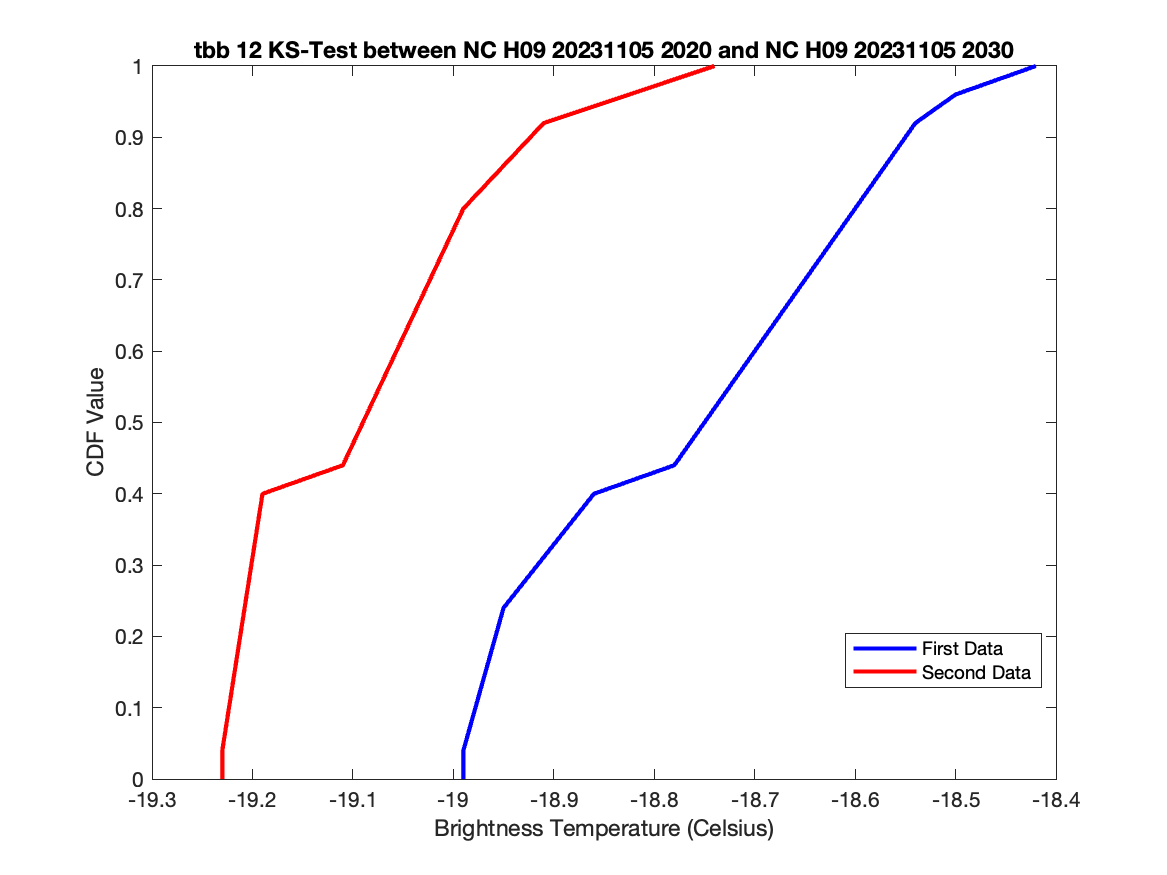 tbb 12 KS-Test between NC H09 20231105 2020 and NC H09 20231105 2030
1
0.9
0.8
0.7
0.6
0.5
0.4
0.3
0.2
0.1
0
CDF Value
First Data
Second Data
-19.3 -19.2 -19.1 -19 -18.9 -18.8 -18.7 -18.6 -18.5 -18.4
Brightness Temperature (Celsius)